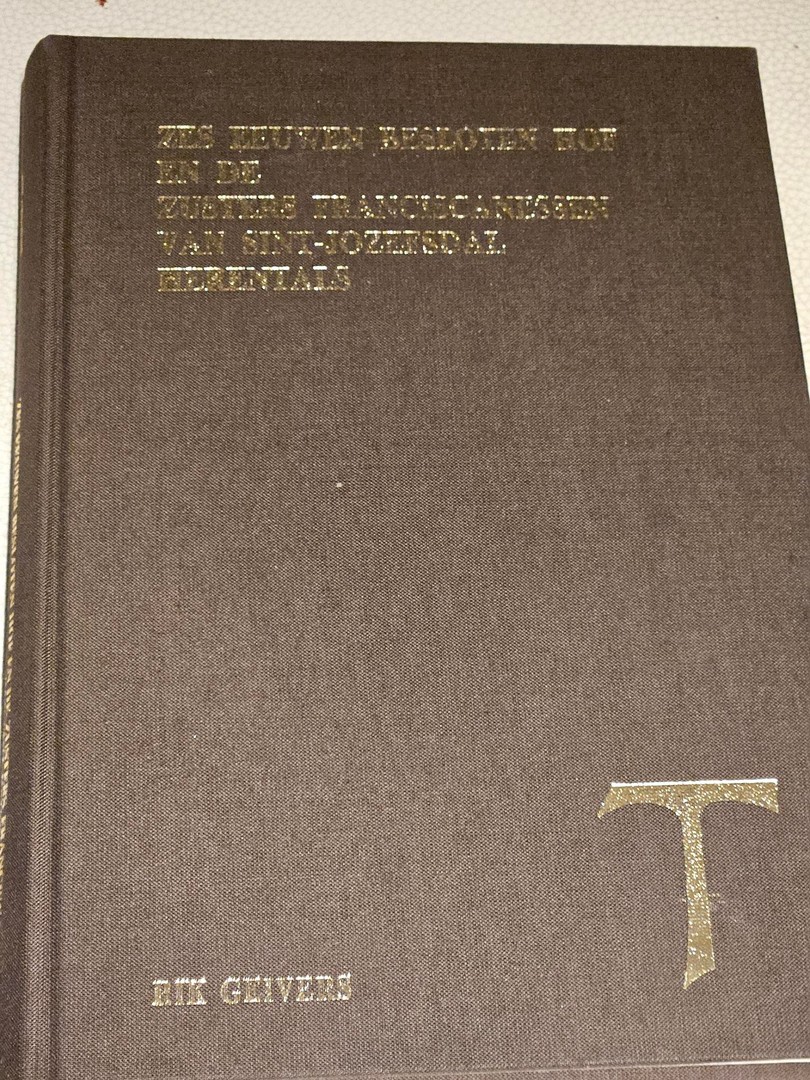 ZES EEUWEN BESLOTEN HOF
EN DE
ZUSTERS FRANCISCANESSEN
VAN SINT-JOZEFSDAL
HERENTALS
RIK GEIVERS